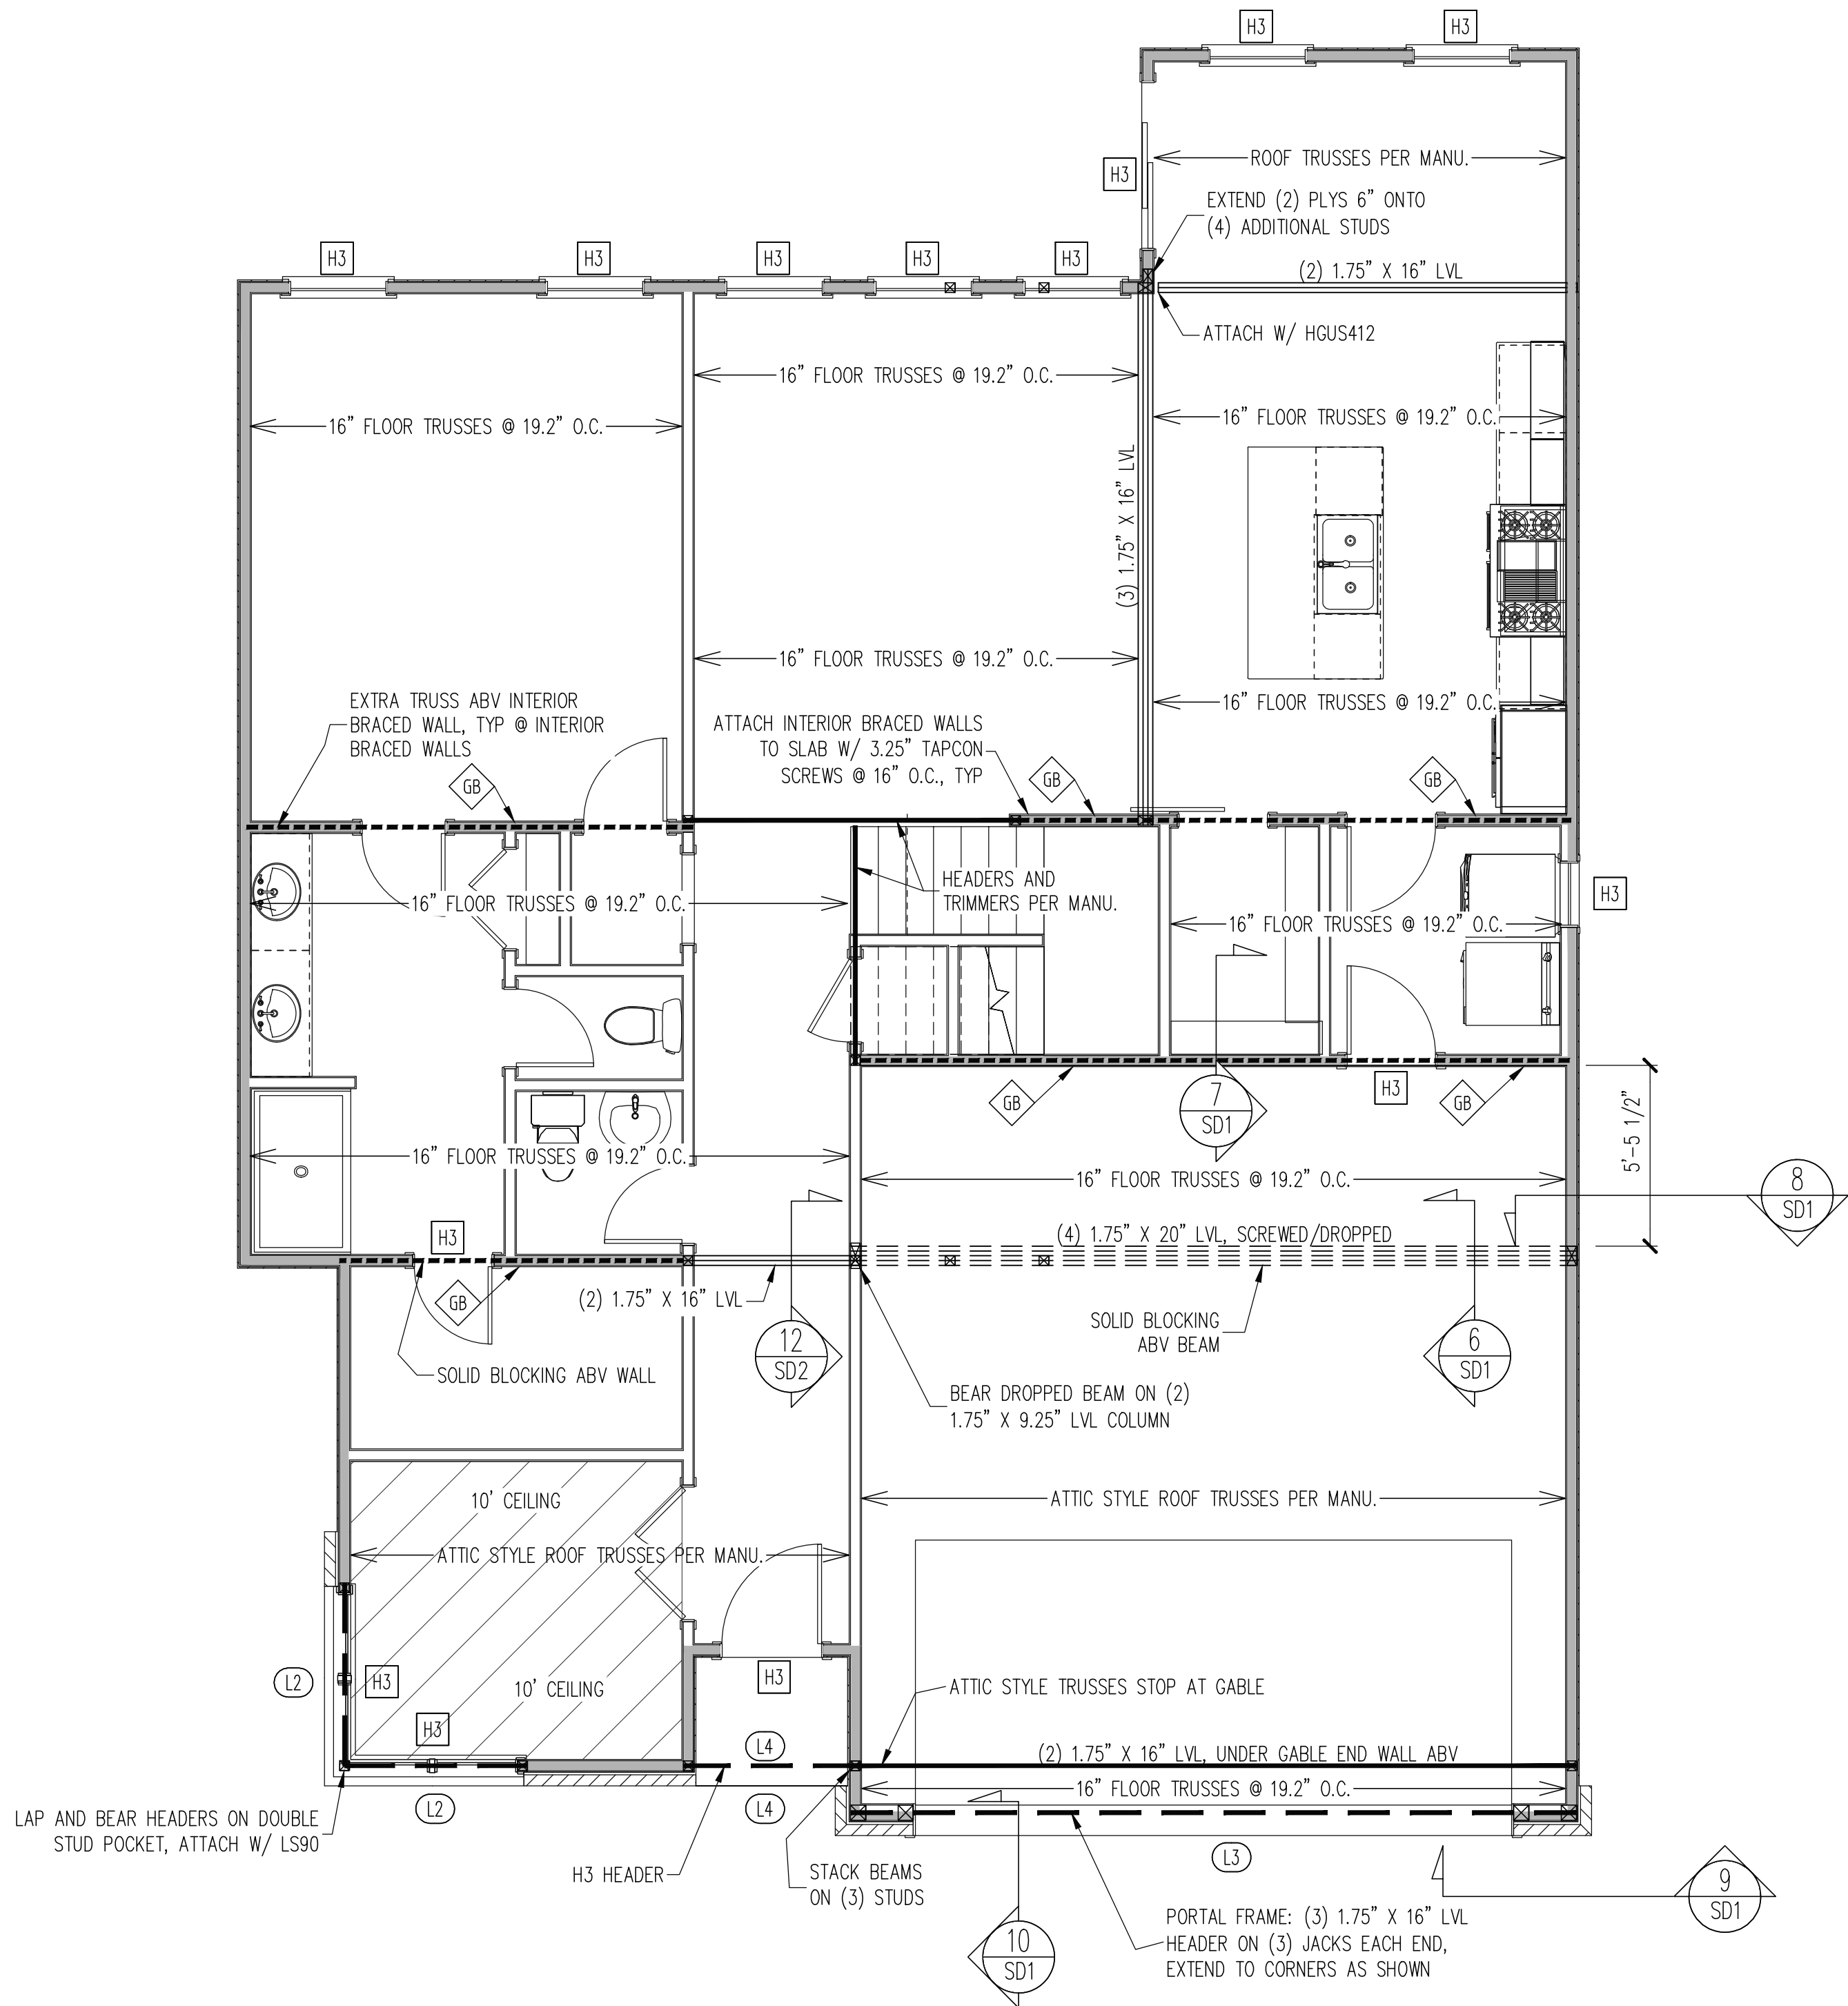 H3
H3
ROOF TRUSSES PER MANU.
H3
EXTEND (2) PLYS 6" ONTO
(4) ADDITIONAL STUDS
H3
H3
H3
H3
H3
(2) 1.75" X 16" LVL
ATTACH W/ HGUS412
16" FLOOR TRUSSES @ 19.2" O.C.
16" FLOOR TRUSSES @ 19.2" O.C.
16" FLOOR TRUSSES @ 19.2" O.C.
(3) 1.75" X 16" LVL
16" FLOOR TRUSSES @ 19.2" O.C.
16" FLOOR TRUSSES @ 19.2" O.C.
EXTRA TRUSS ABV INTERIOR
BRACED WALL, TYP @ INTERIOR
BRACED WALLS
ATTACH INTERIOR BRACED WALLS
TO SLAB W/ 3.25" TAPCON
SCREWS @ 16" O.C., TYP
GB
GB
GB
HEADERS AND
TRIMMERS PER MANU.
H3
16" FLOOR TRUSSES @ 19.2" O.C.
16" FLOOR TRUSSES @ 19.2" O.C.
GB
7
SD1
H3
GB
5'-5 1/2"
16" FLOOR TRUSSES @ 19.2" O.C.
16" FLOOR TRUSSES @ 19.2" O.C.
8
SD1
H3
(4) 1.75" X 20" LVL, SCREWED/DROPPED
GB
(2) 1.75" X 16" LVL
SOLID BLOCKING
ABV BEAM
12
SD2
6
SD1
SOLID BLOCKING ABV WALL
BEAR DROPPED BEAM ON (2)
1.75" X 9.25" LVL COLUMN
10' CEILING
ATTIC STYLE ROOF TRUSSES PER MANU.
ATTIC STYLE ROOF TRUSSES PER MANU.
L2
H3
10' CEILING
H3
ATTIC STYLE TRUSSES STOP AT GABLE
H3
L4
(2) 1.75" X 16" LVL, UNDER GABLE END WALL ABV
16" FLOOR TRUSSES @ 19.2" O.C.
L2
L4
LAP AND BEAR HEADERS ON DOUBLE
STUD POCKET, ATTACH W/ LS90
L3
H3 HEADER
STACK BEAMS
ON (3) STUDS
9
SD1
PORTAL FRAME: (3) 1.75" X 16" LVL
HEADER ON (3) JACKS EACH END,
EXTEND TO CORNERS AS SHOWN
10
SD1